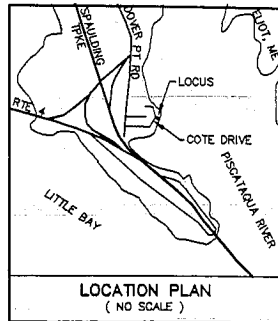 SPAULDING
TPKE
DOVER PT RD
ELIOT, ME
LOCUS
RTE 4
COTE DRIVE
PISCATAQUA RIVER
LITTLE BAY
LOCATION PLAN
( NO SCALE )